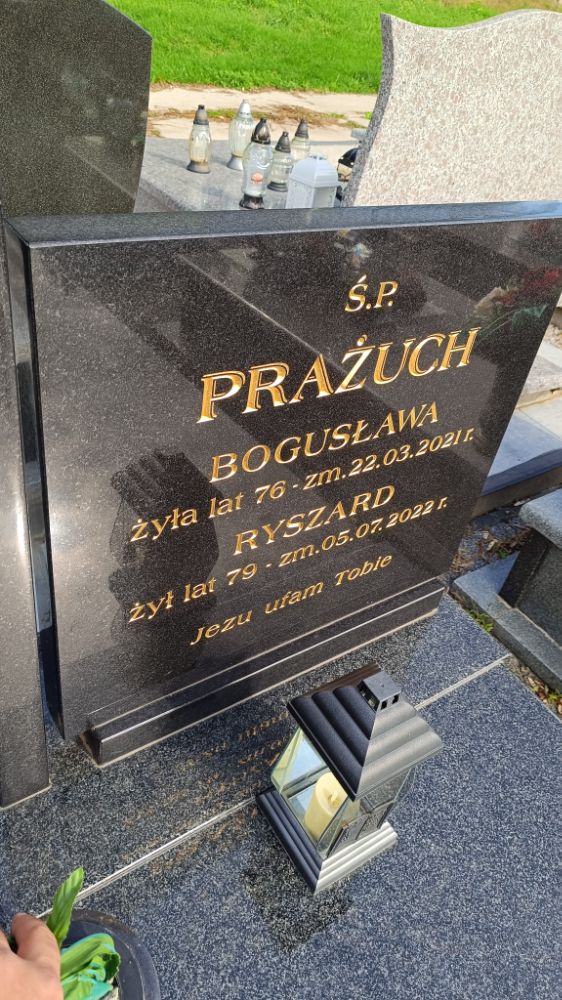 Ś.P.
PRAŻUCH
BOGUSŁAWA
żyła lat 76 - zm. 22.03.2021 r.
RYSZARD
żył lat 79 - zm. 05.07.2022 r.
Jezu ufam Tobie